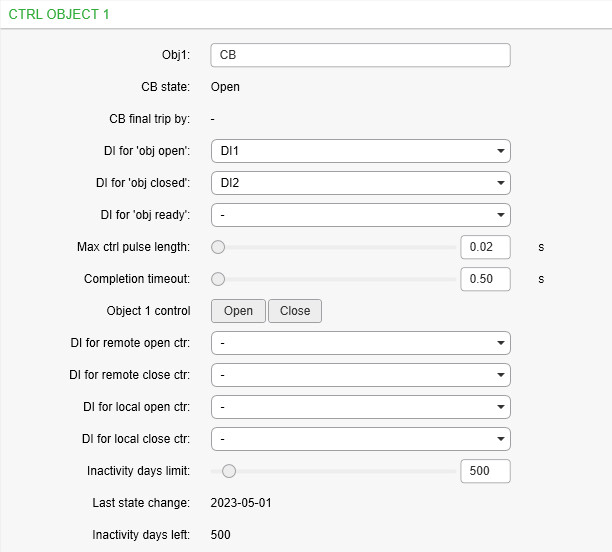 CTRL OBJECT 1
Obj1: CB
CB state: Open
CB final trip by: -
DI for 'obj open': DI1
DI for 'obj closed': DI2
DI for 'obj ready': -
Max ctrl pulse length: 0.02 s
Completion timeout: 0.50 s
Object 1 control Open Close
DI for remote open ctr: -
DI for remote close ctr: -
DI for local open ctr: -
DI for local close ctr: -
Inactivity days limit: 500
Last state change: 2023-05-01
Inactivity days left: 500